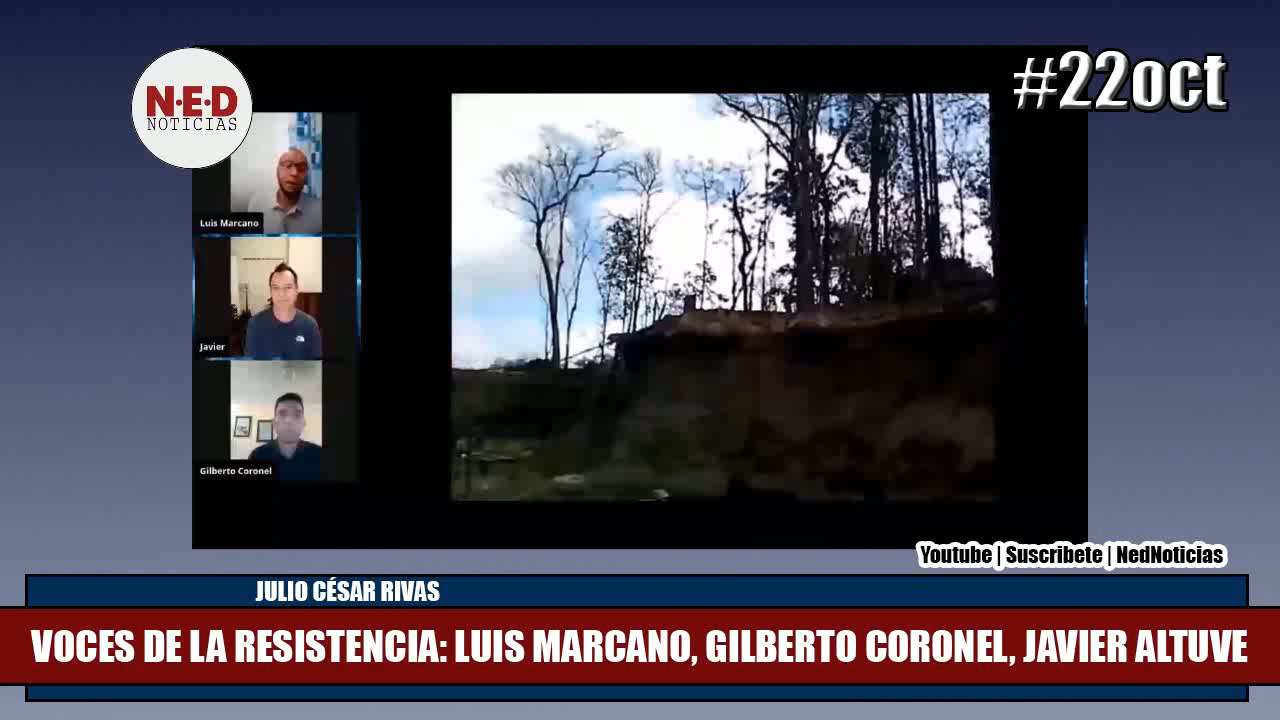 N·E·D
NOTICIAS
#22oct
Luis Marcano
Javier
Gilberto Coronel
Youtube | Suscribete | NedNoticias
JULIO CÉSAR RIVAS
VOCES DE LA RESISTENCIA: LUIS MARCANO, GILBERTO CORONEL, JAVIER ALTUVE